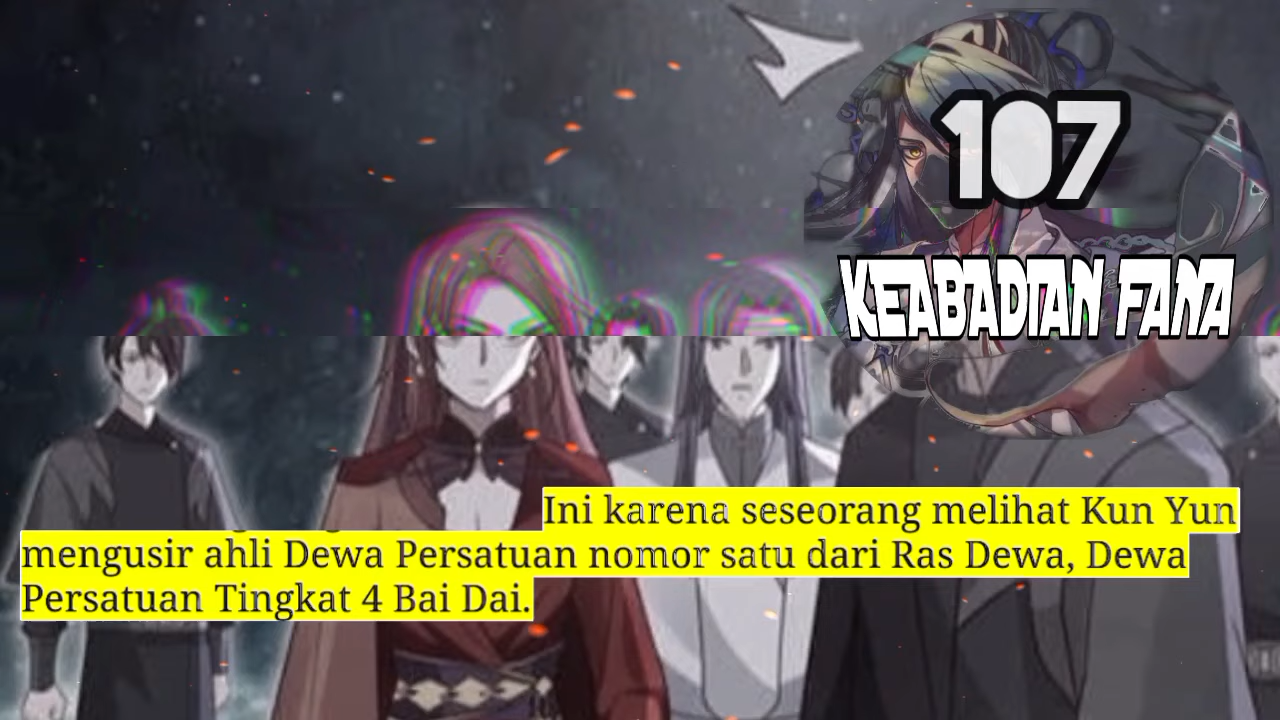 107
KEABADIAN FANA
Ini karena seseorang melihat Kun Yun
mengusir ahli Dewa Persatuan nomor satu dari Ras Dewa, Dewa
Persatuan Tingkat 4 Bai Dai.